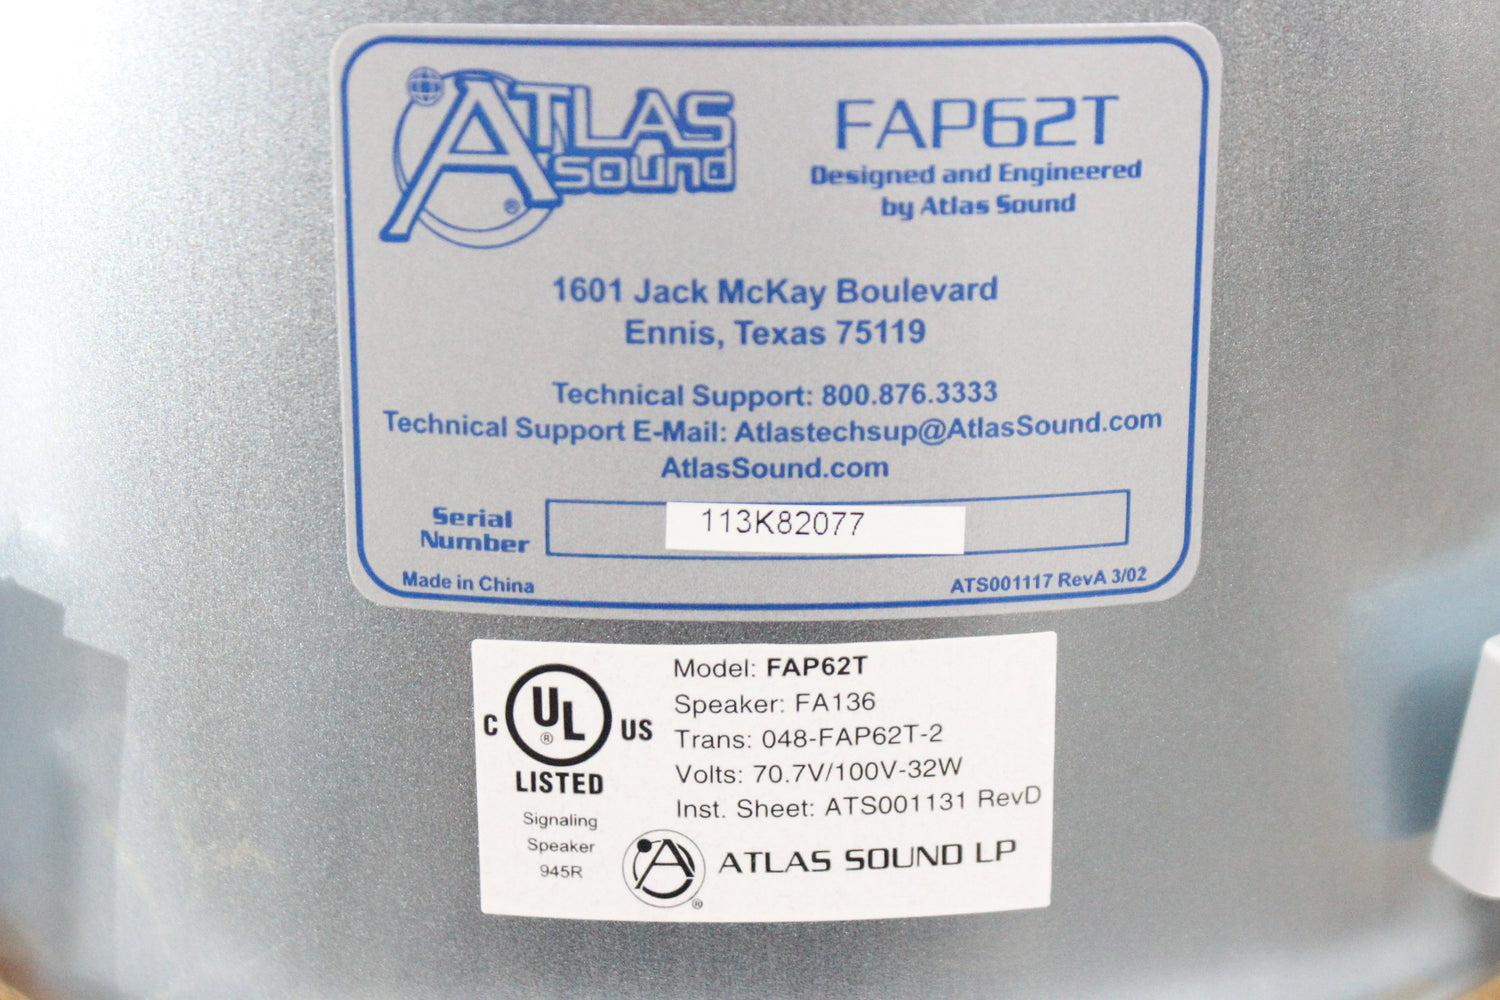 ATLAS
SOUND
®
FAP62T
Designed and Engineered
by Atlas Sound
1601 Jack McKay Boulevard
Ennis, Texas 75119
Technical Support: 800.876.3333
Technical Support E-Mail: Atlastechsup@AtlasSound.com
AtlasSound.com
Serial
Number
113K82077
Made in China
ATS001117 RevA 3/02
C UL US
®
LISTED
Signaling
Speaker
945R
Model: FAP62T
Speaker: FA136
Trans: 048-FAP62T-2
Volts: 70.7V/100V-32W
Inst. Sheet: ATS001131 RevD
A ® ATLAS SOUND LP